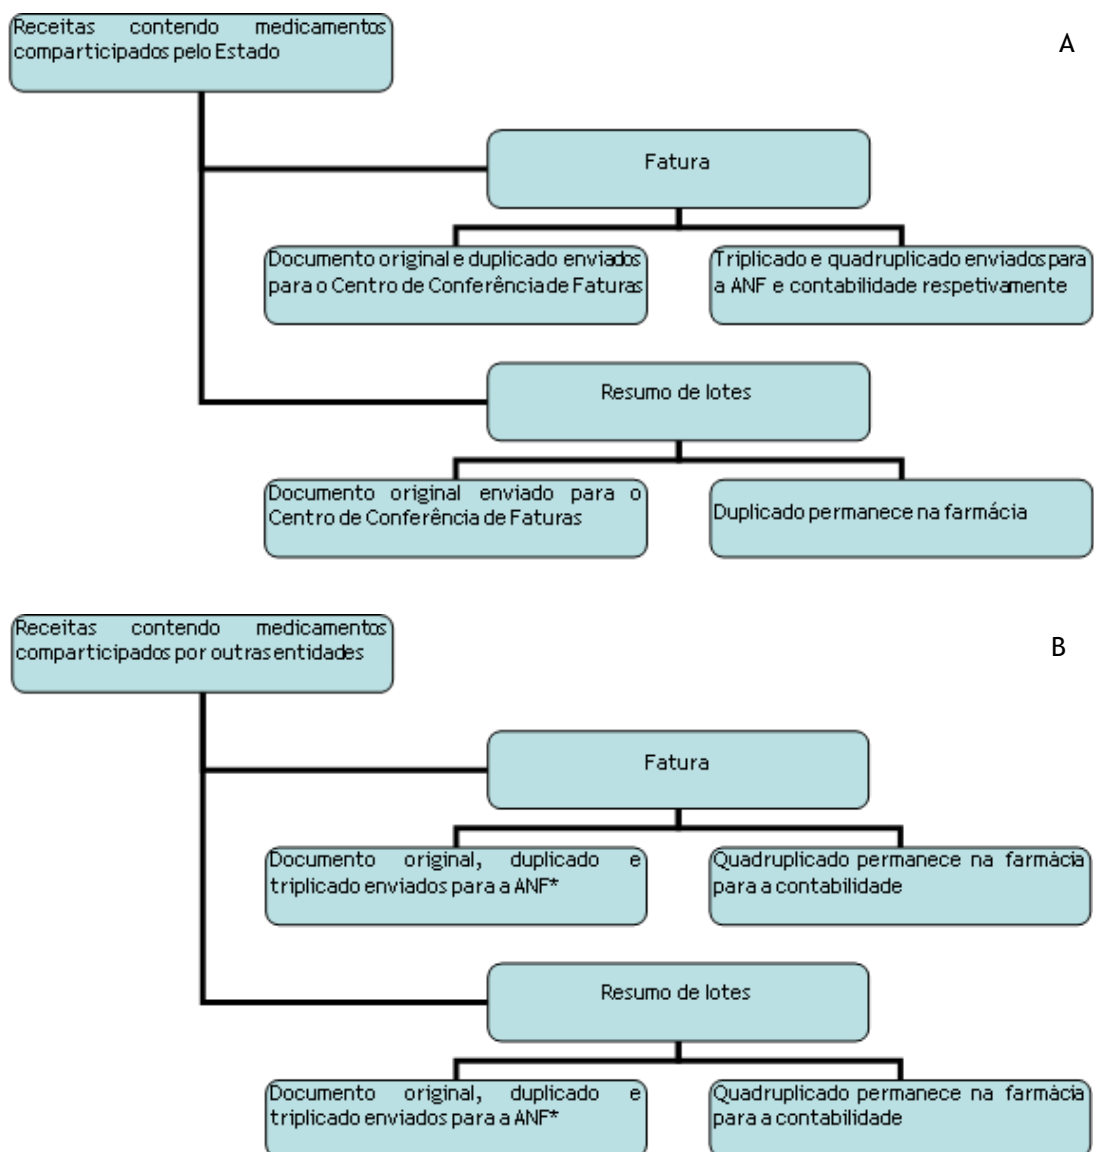 Receitas contendo medicamentos
comparticipados pelo Estado
A
Fatura
Documento original e duplicado enviados
para o Centro de Conferência de Faturas
Triplicado e quadruplicado enviados para
a ANF e contabilidade respetivamente
Resumo de lotes
Documento original enviado para o
Centro de Conferência de Faturas
Duplicado permanece na farmácia
Receitas contendo medicamentos
comparticipados por outras entidades
B
Fatura
Documento original, duplicado e
triplicado enviados para a ANF*
Quadruplicado permanece na farmácia
para a contabilidade
Resumo de lotes
Documento original, duplicado e
triplicado enviados para a ANF*
Quadruplicado permanece na farmácia
para a contabilidade